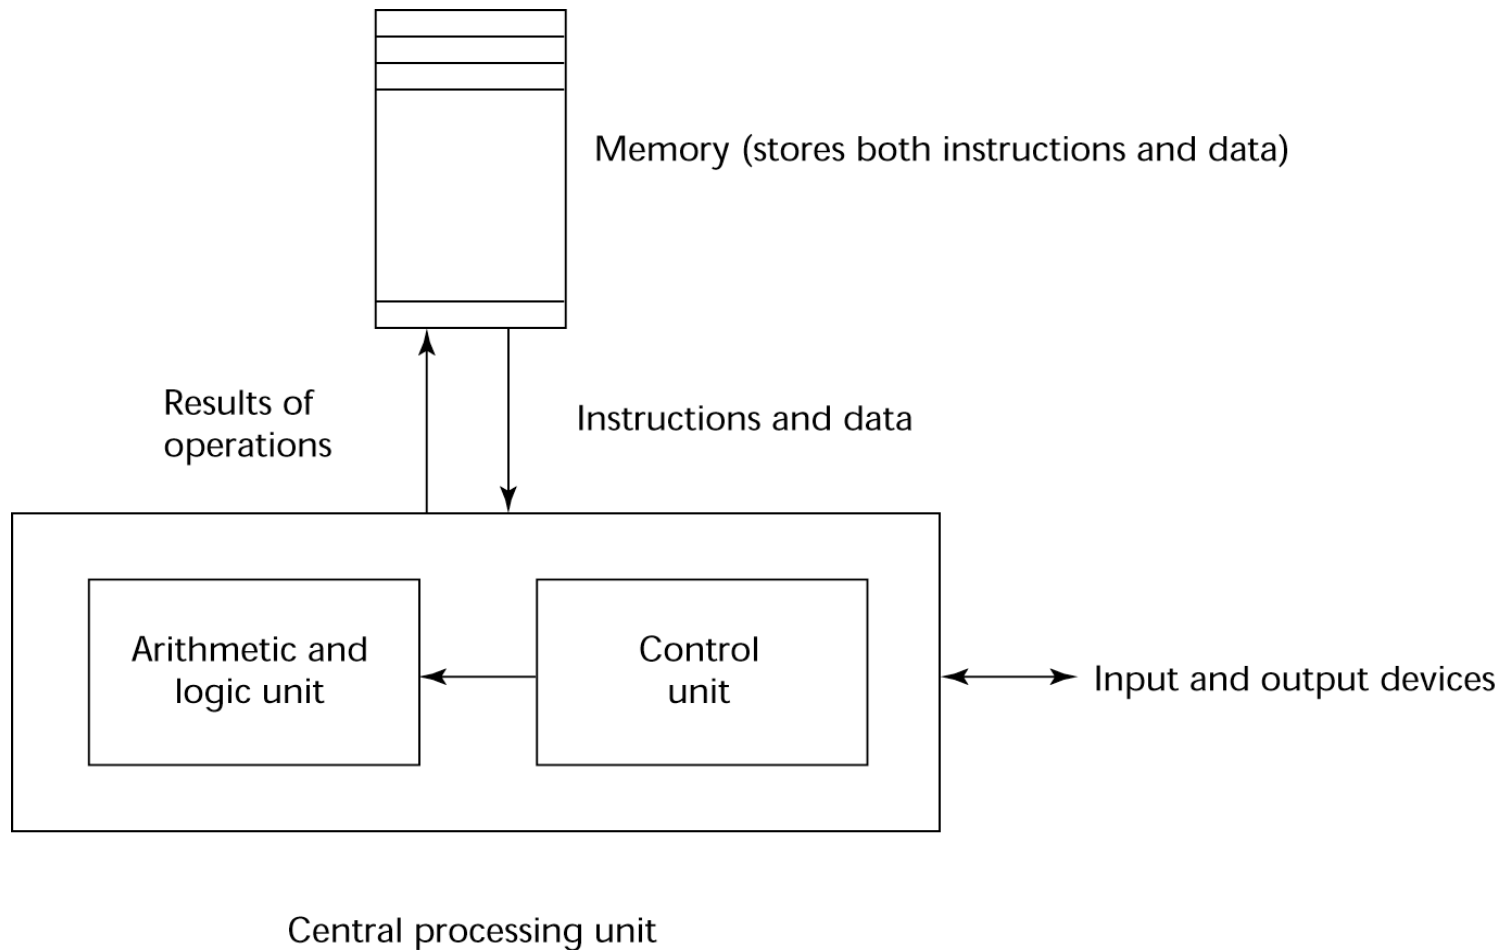 Memory (stores both instructions and data)
Results of
operations
Instructions and data
Arithmetic and
logic unit
Control
unit
Input and output devices
Central processing unit